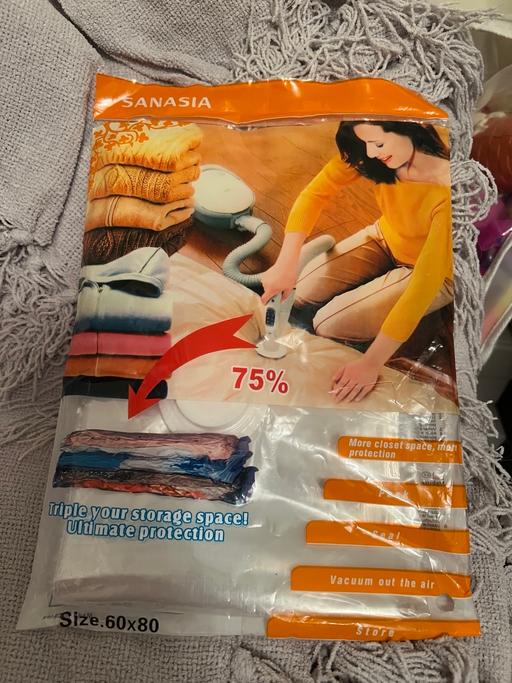 SANASIA
75%
More closet space, more
protection
Triple your storage space!
Ultimate protection
Seal
Vacuum out the air
Store
Size.60x80